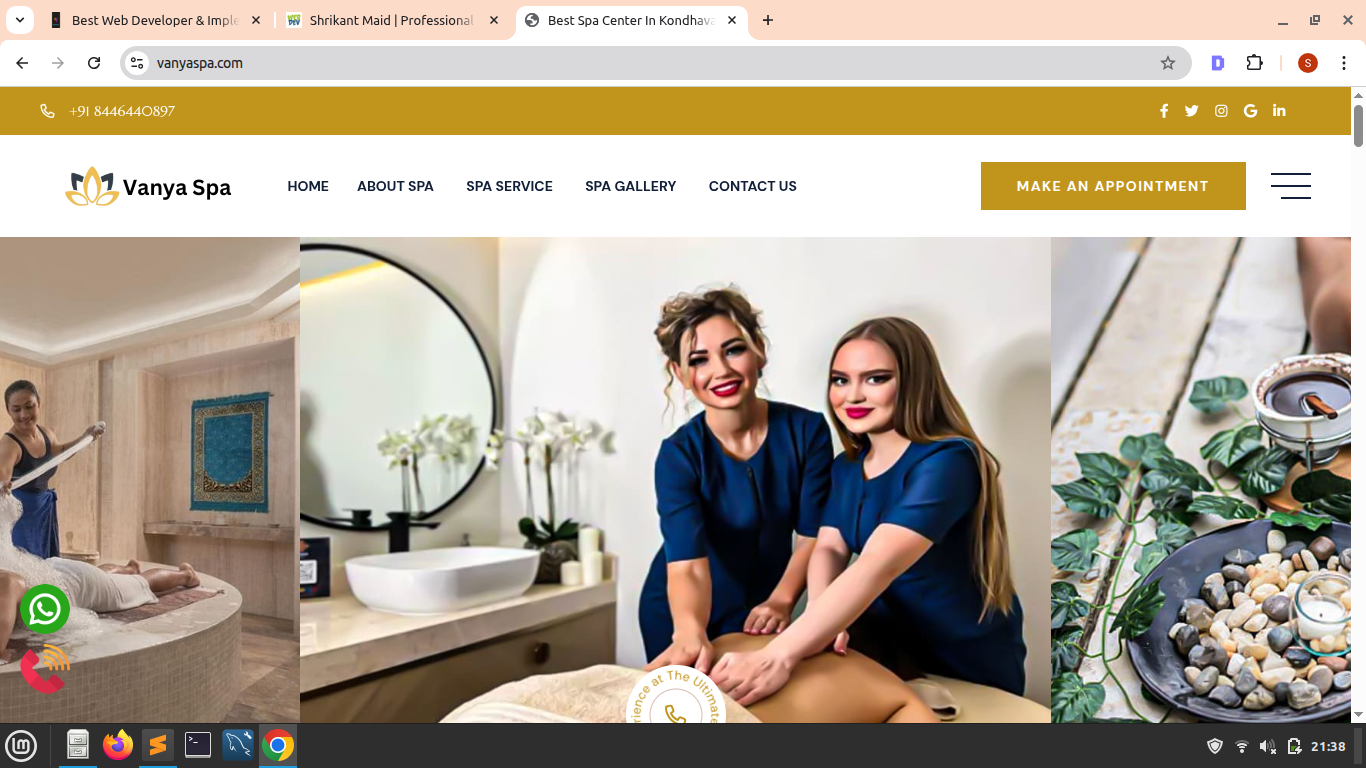 Best Web Developer & Imple
Shrikant Maid | Professional
Best Spa Center In Kondhava
vanyaspa.com
D
S
+91 8446440897
Vanya Spa
HOME
ABOUT SPA
SPA SERVICE
SPA GALLERY
CONTACT US
MAKE AN APPOINTMENT
rience at The Ultimate
21:38